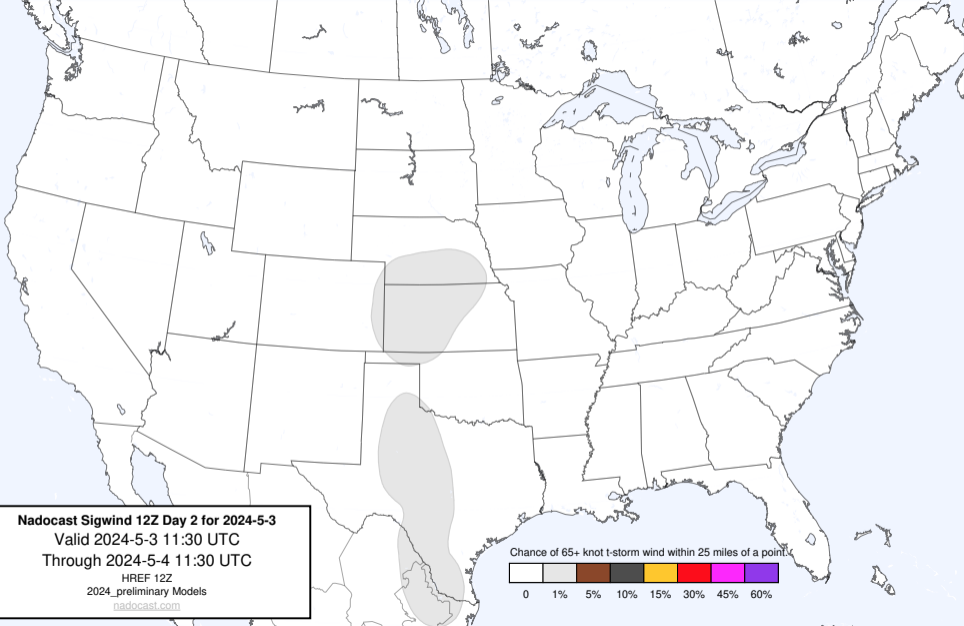 Nadocast Sigwind 12Z Day 2 for 2024-5-3
Valid 2024-5-3 11:30 UTC
Through 2024-5-4 11:30 UTC
HREF 12Z
2024_preliminary Models
nadocast.com
Chance of 65+ knot t-storm wind within 25 miles of a point.
0 1% 5% 10% 15% 30% 45% 60%